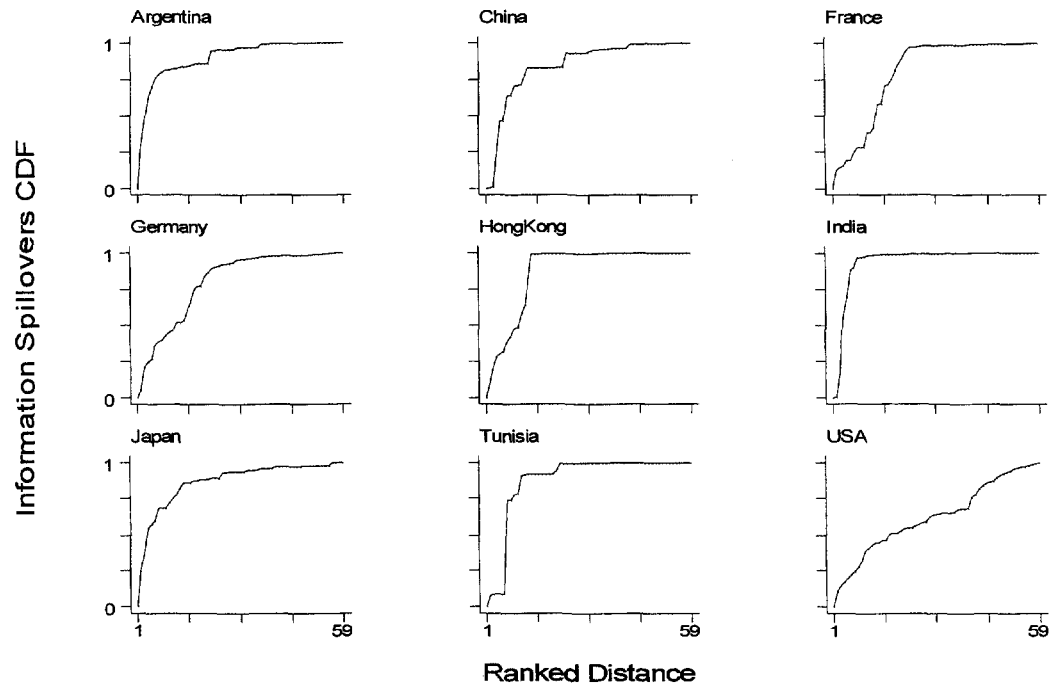 Argentina
China
France
1
0
Information Spillovers CDF
Germany
HongKong
India
1
0
Japan
Tunisia
USA
1
0
1
59
1
59
1
59
Ranked Distance